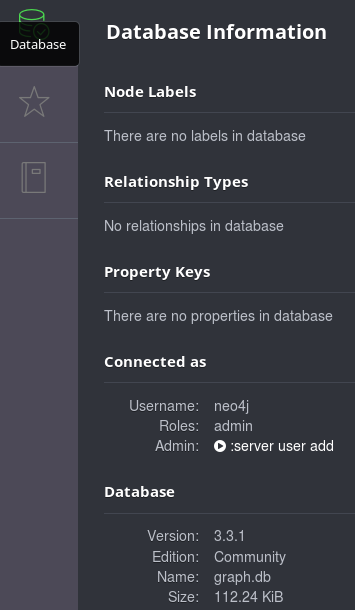 Database
Database Information
Node Labels
There are no labels in database
Relationship Types
No relationships in database
Property Keys
There are no properties in database
Connected as
Username: neo4j
Roles: admin
Admin: :server user add
Database
Version: 3.3.1
Edition: Community
Name: graph.db
Size: 112.24 KiB